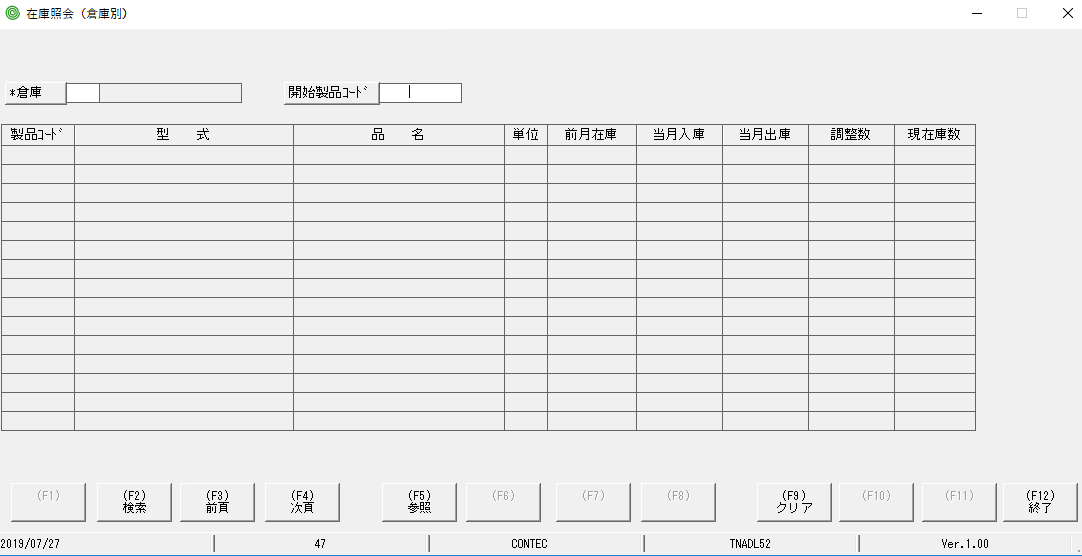 在庫照会（倉庫別）
*倉庫 開始製品ｺｰﾄﾞ
製品ｺｰﾄﾞ 型　式 品　名 単位 前月在庫 当月入庫 当月出庫 調整数 現在庫数
(F1) (F2) (F3) (F4) (F5) (F6) (F7) (F8) (F9) (F10) (F11) (F12)
検索 前頁 次頁 参照 クリア 終了
2019/07/27 47 CONTEC TNADL52 Ver.1.00